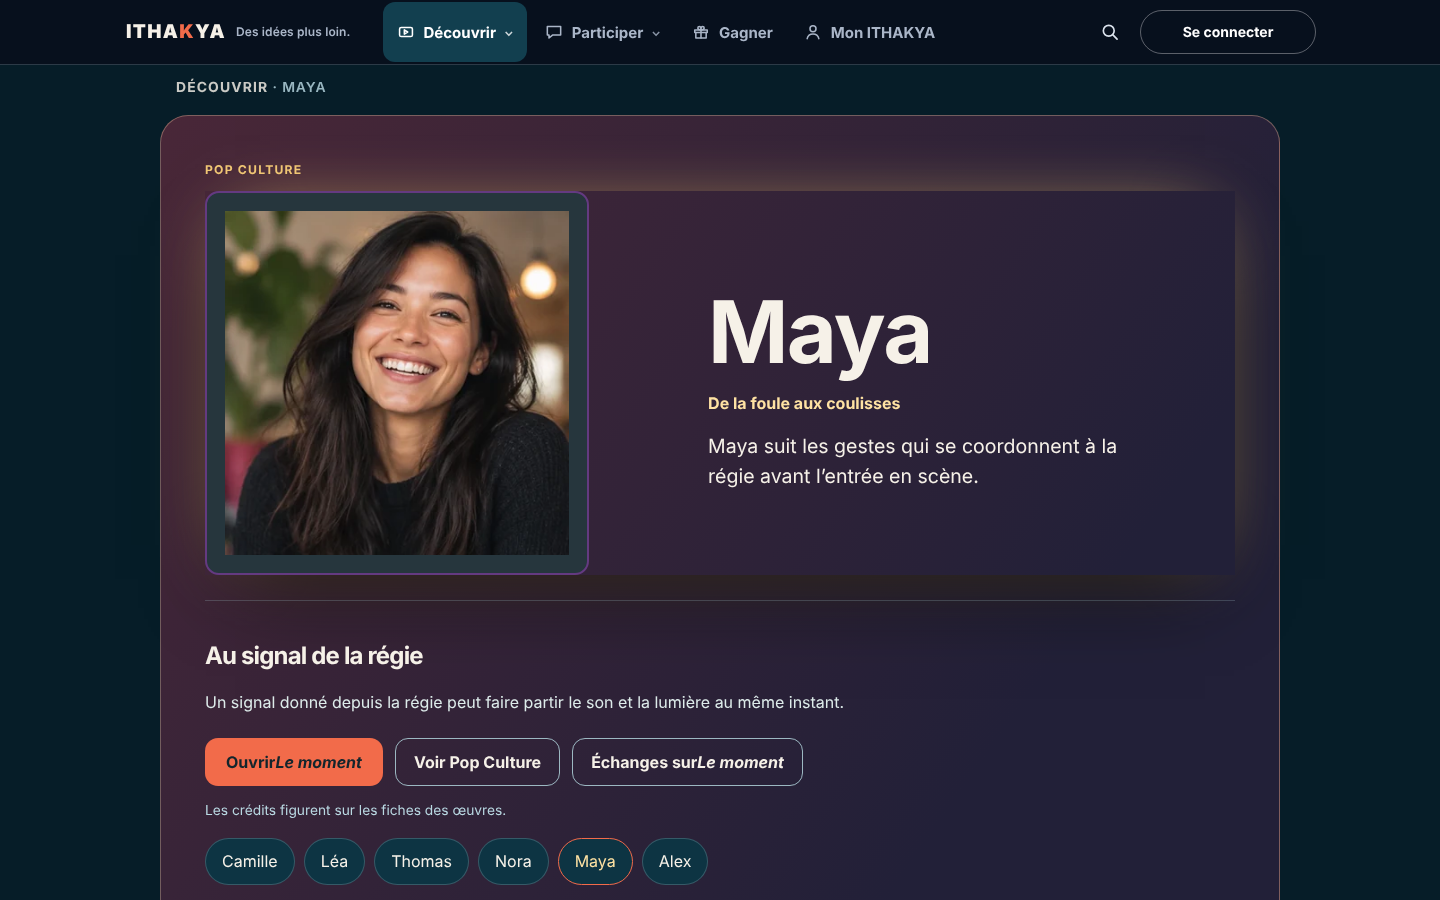 ITHAKYA Des idées plus loin. Découvrir Participer Gagner Mon ITHAKYA Se connecter
DÉCOUVRIR · MAYA
POP CULTURE
Maya
De la foule aux coulisses
Maya suit les gestes qui se coordonnent à la
régie avant l’entrée en scène.
Au signal de la régie
Un signal donné depuis la régie peut faire partir le son et la lumière au même instant.
OuvrirLe moment Voir Pop Culture Échanges surLe moment
Les crédits figurent sur les fiches des œuvres.
Camille Léa Thomas Nora Maya Alex